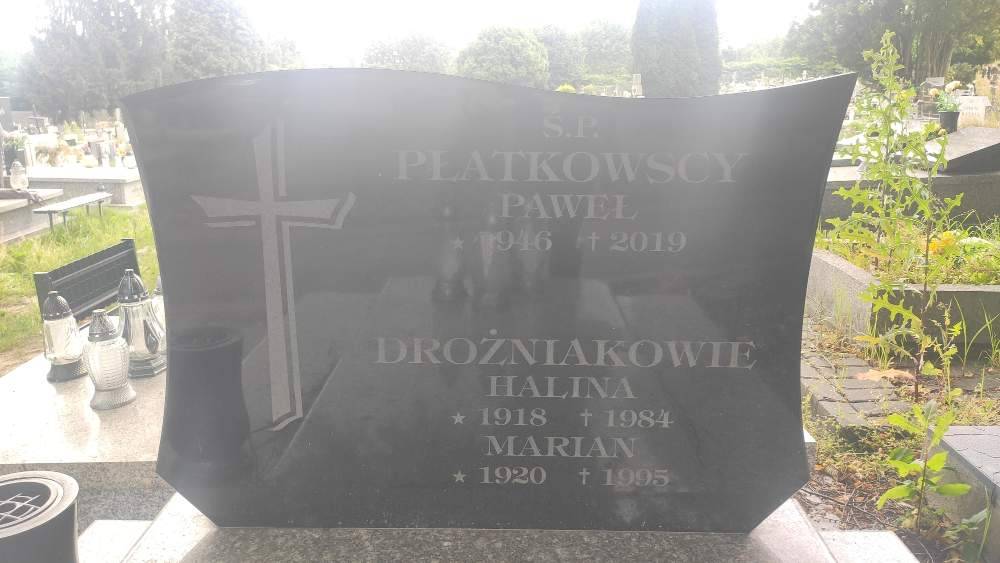 Ś.P.
PŁATKOWSCY
PAWEŁ
★ 1946 † 2019
DROŻNIAKOWIE
HALINA
★ 1918 † 1984
MARIAN
★ 1920 † 1995